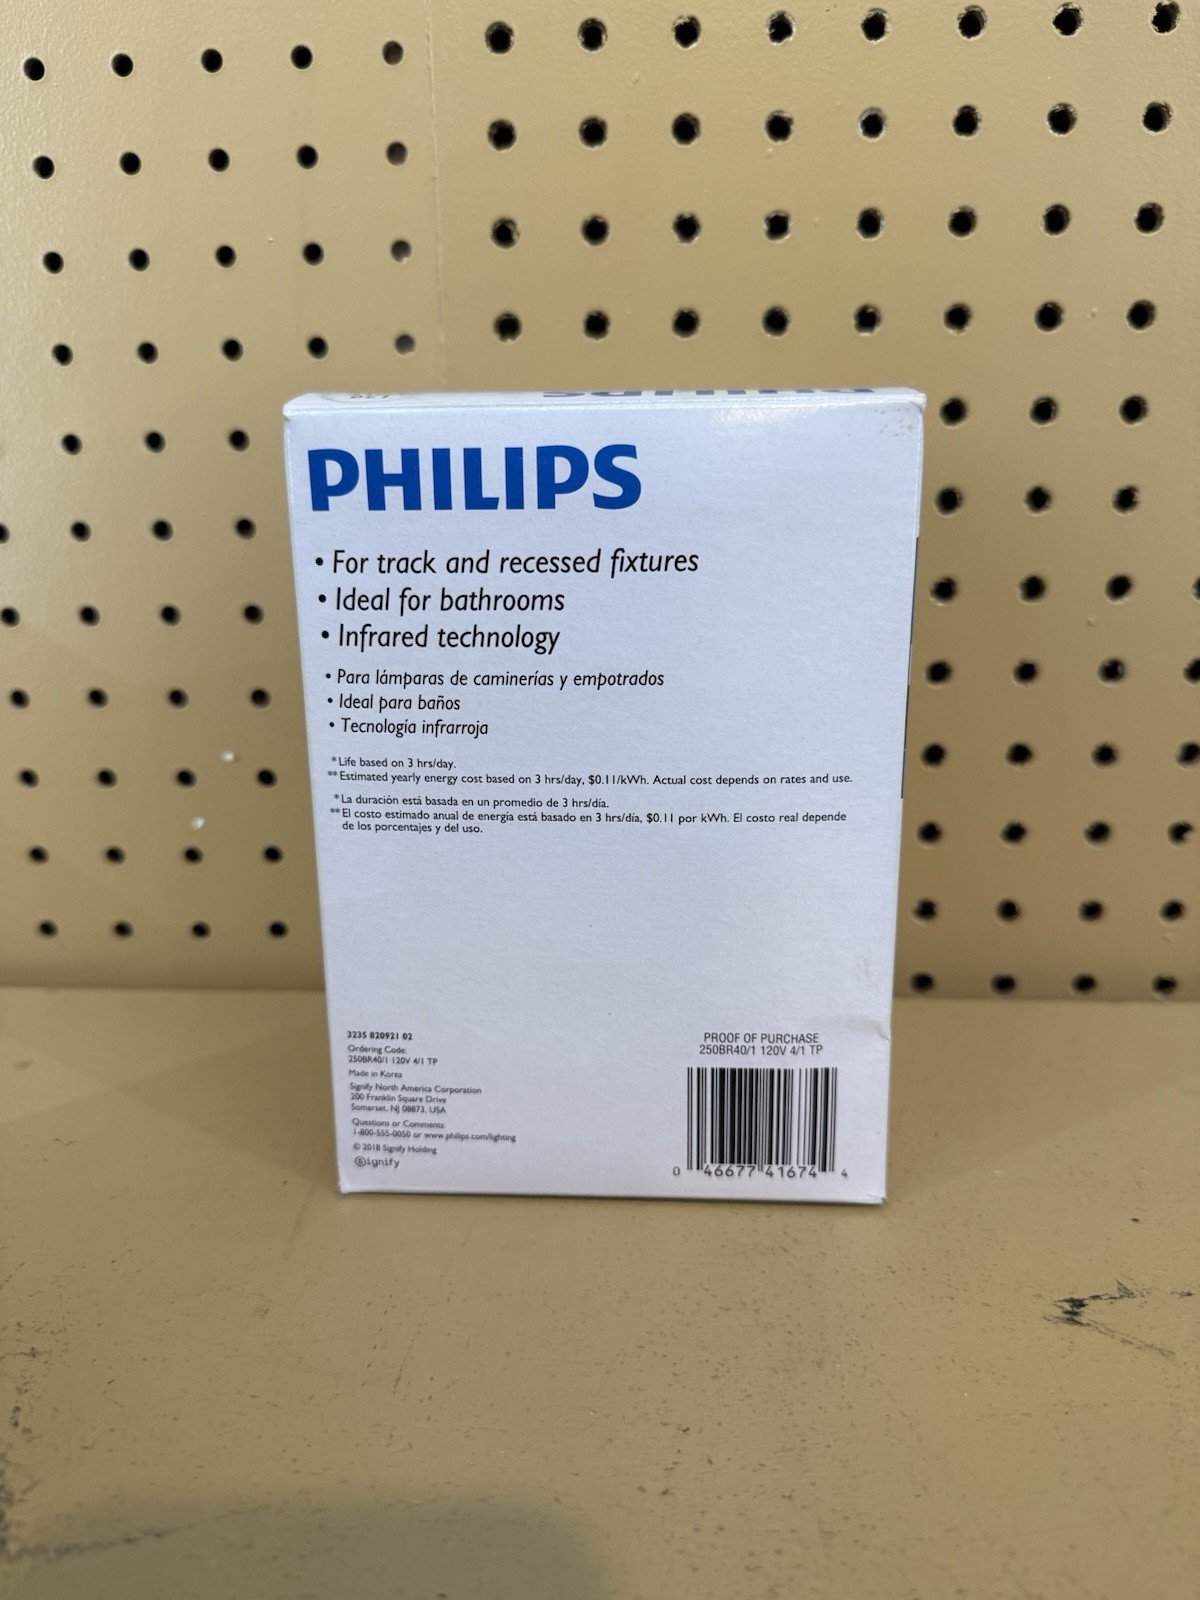 PHILIPS
• For track and recessed fixtures
• Ideal for bathrooms
• Infrared technology
• Para lámparas de caminerías y empotrados
• Ideal para baños
• Tecnología infrarroja
* Life based on 3 hrs/day.
** Estimated yearly energy cost based on 3 hrs/day, $0.11/kWh. Actual cost depends on rates and use.
* La duración está basada en un promedio de 3 hrs/día.
** El costo estimado anual de energía está basado en 3 hrs/día, $0.11 por kWh. El costo real depende
de los porcentajes y del uso.
3235 820921 02
Ordering Code:
250BR40/1 120V 4/1 TP
Made in Korea
Signify North America Corporation
200 Franklin Square Drive
Somerset, NJ 08873, USA
Questions or Comments:
1-800-555-0050 or www.philips.com/lighting
© 2018 Signify Holding
Signify
PROOF OF PURCHASE
250BR40/1 120V 4/1 TP
0 46677 41674 4